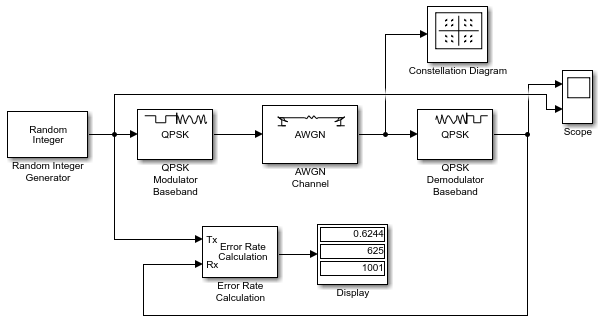 Constellation Diagram
Random
Integer
Random Integer
Generator
QPSK
QPSK
Modulator
Baseband
AWGN
AWGN
Channel
QPSK
QPSK
Demodulator
Baseband
Scope
Tx
Rx
Error Rate
Calculation
Error Rate
Calculation
0.6244
625
1001
Display